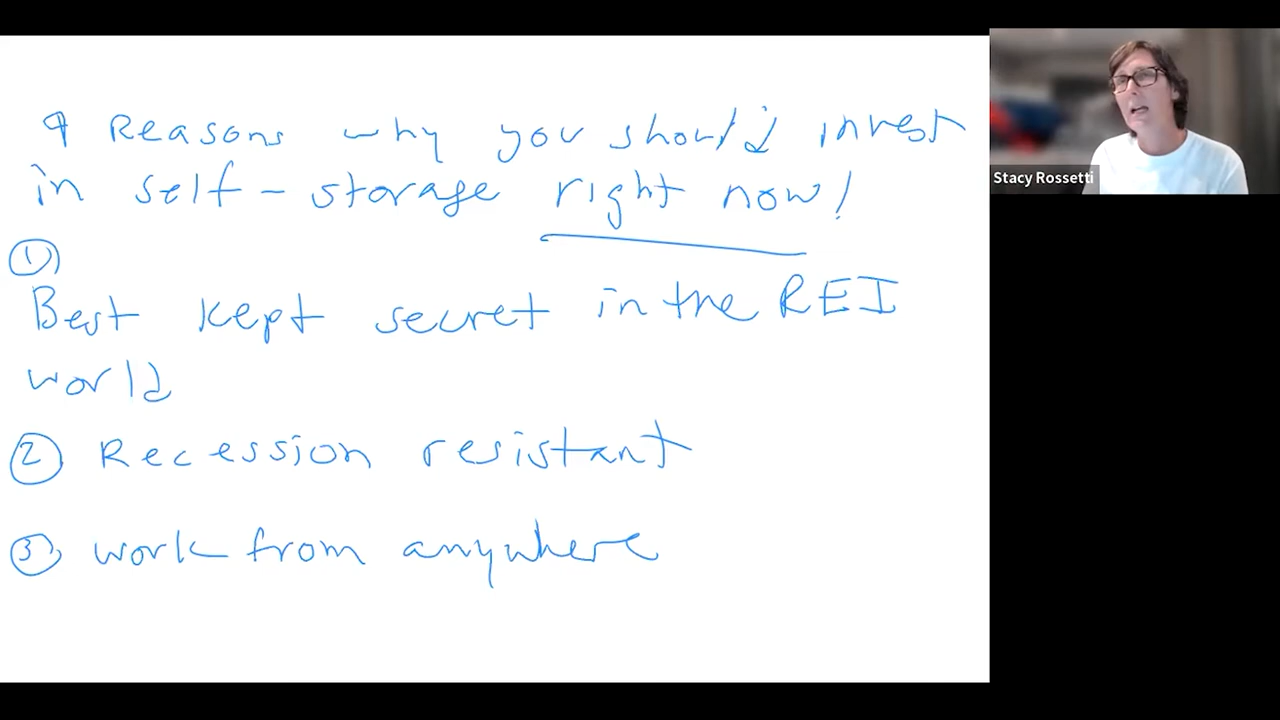 9 Reasons why you should invest
in self-storage right now!
1
Best kept secret in the REI
world
2 Recession resistant
3 work from anywhere
Stacy Rossetti